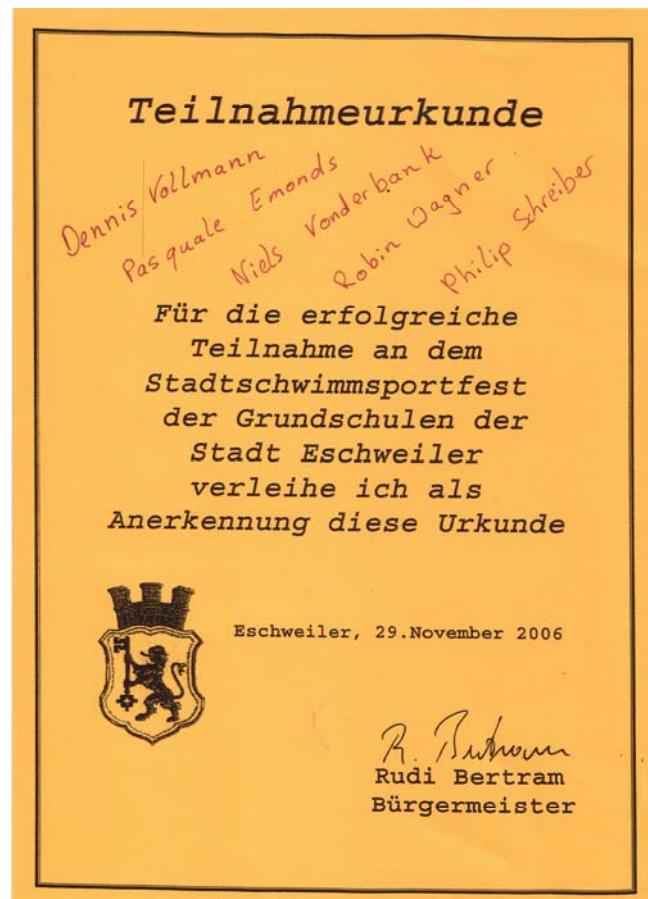 Teilnahmeurkunde
Dennis Vollmann
Pasquale Emonds
Niels Vonderbank
Robin Wagner
Philip Schreiber
Für die erfolgreiche
Teilnahme an dem
Stadtschwimmsportfest
der Grundschulen der
Stadt Eschweiler
verleihe ich als
Anerkennung diese Urkunde
Eschweiler, 29.November 2006
R. Bertram
Rudi Bertram
Bürgermeister